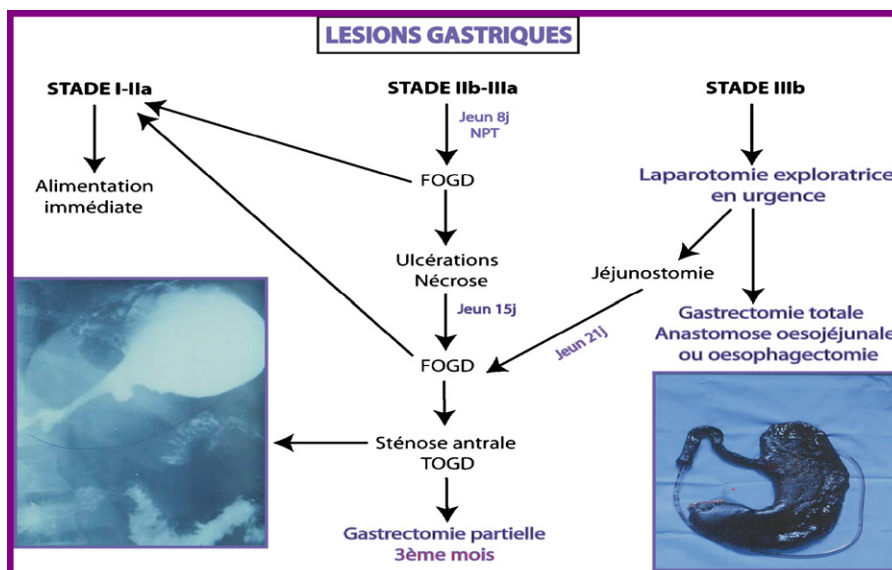 LESIONS GASTRIQUES
STADE I-IIa
Alimentation
immédiate
STADE IIb-IIIa
Jeun 8j
NPT
FOGD
Ulcérations
Nécrose
Jeun 15j
FOGD
Sténose antrale
TOGD
Gastrectomie partielle
3ème mois
STADE IIIb
Laparotomie exploratrice
en urgence
Jéjunostomie
Jeun 21j
Gastrectomie totale
Anastomose oesojéjunale
ou oesophagectomie